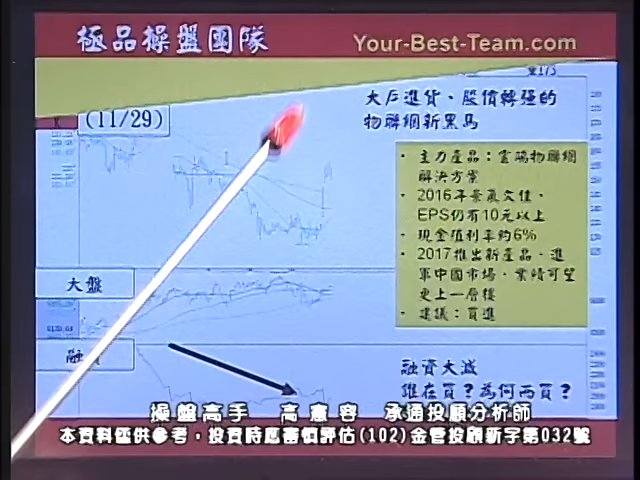 極品操盤團隊
Your-Best-Team.com
(11/29)
大戶進貨、股價轉強的
物聯網新黑馬
• 主力產品：雲端物聯網
解決方案
• 2016年景氣欠佳、
EPS仍有10元以上
• 現金殖利率約6%
• 2017推出新產品、進
軍中國市場、業績可望
更上一層樓
• 建議：買進
大盤
融
融資大減
誰在買？為何而買？
操盤高手 高憲容 承通投顧分析師
本資料僅供參考，投資時應審慎評估(102)金管投顧新字第032號